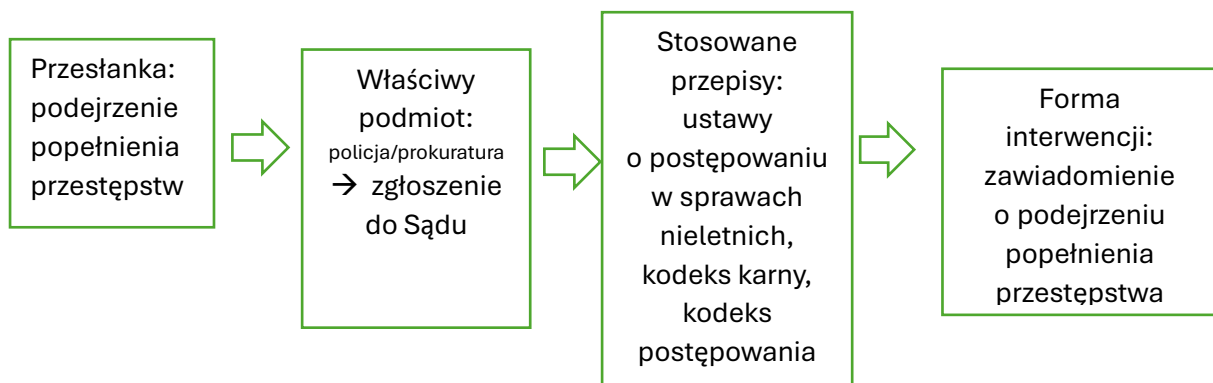 Przesłanka:
podejrzenie
popełnienia
przestępstw
Właściwy
podmiot:
policja/prokuratura
→ zgłoszenie
do Sądu
Stosowane
przepisy:
ustawy
o postępowaniu
w sprawach
nieletnich,
kodeks karny,
kodeks
postępowania
Forma
interwencji:
zawiadomienie
o podejrzeniu
popełnienia
przestępstwa